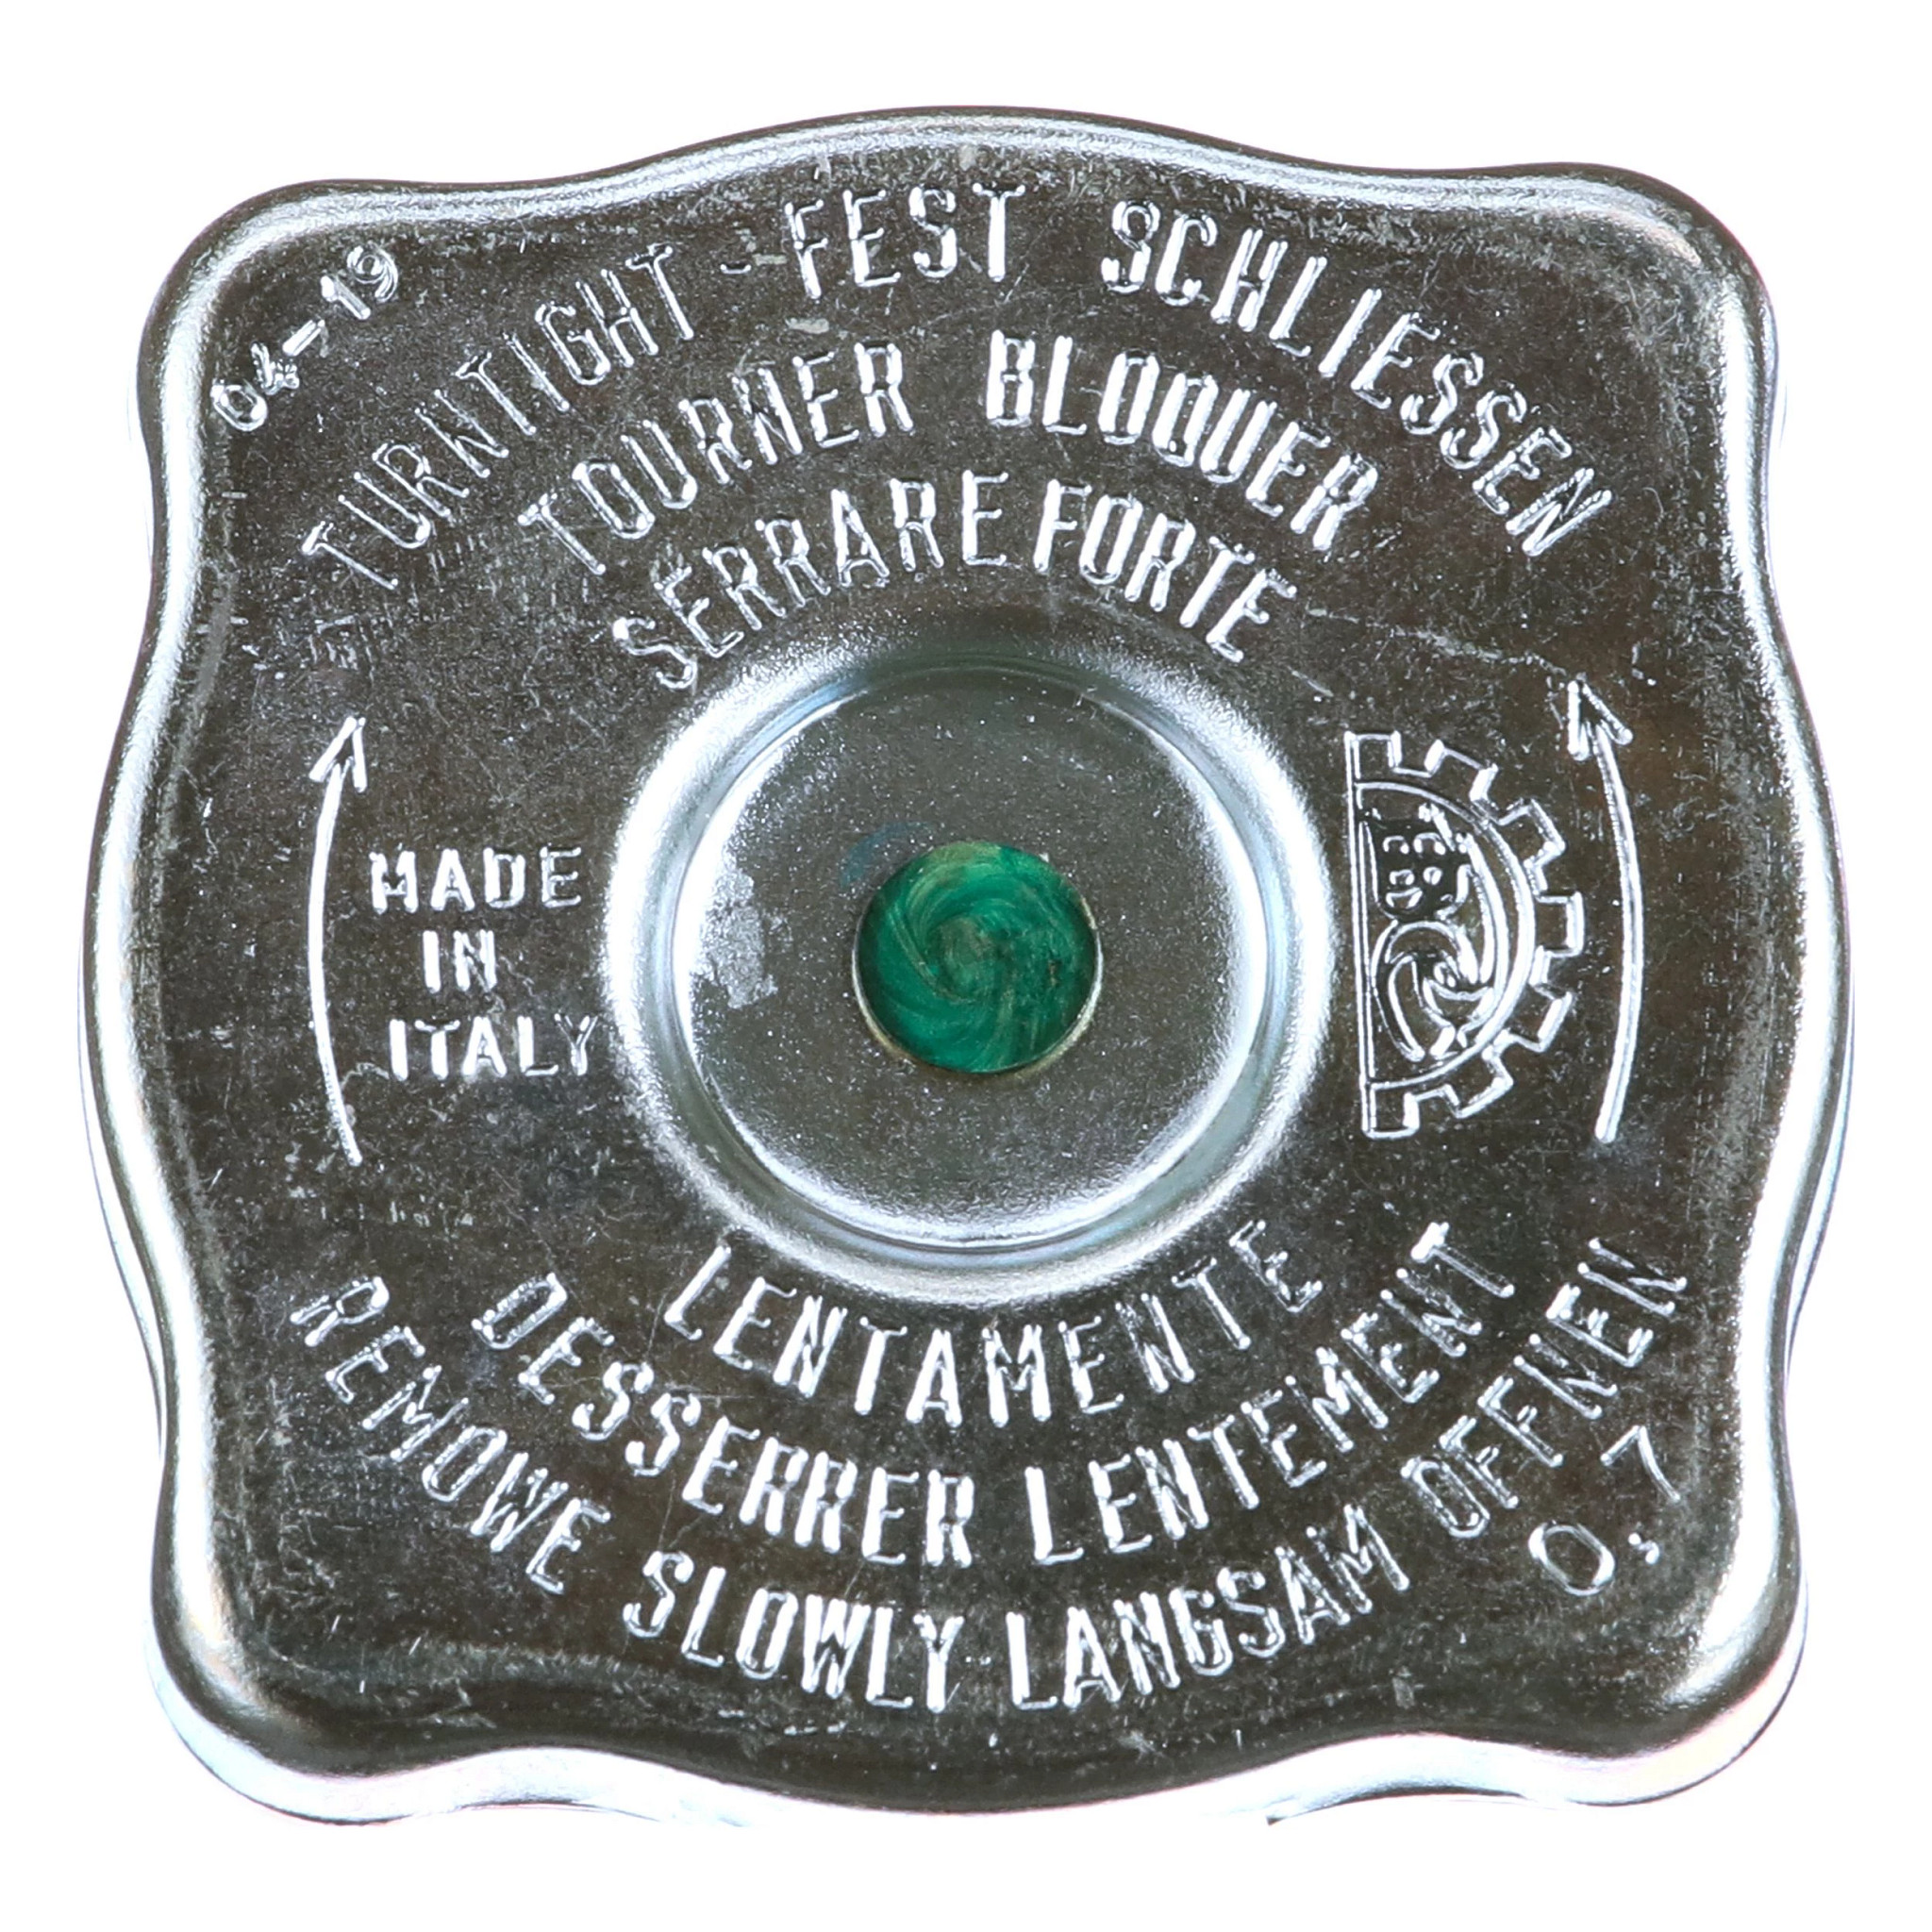 04-19
TURNTIGHT - FEST SCHLIESSEN
TOURNER BLOQUER
SERRARE FORTE
MADE
IN
ITALY
LENTAMENTE
DESSERRER LENTEMENT
REMOWE SLOWLY LANGSAM OFFNEN
0,7